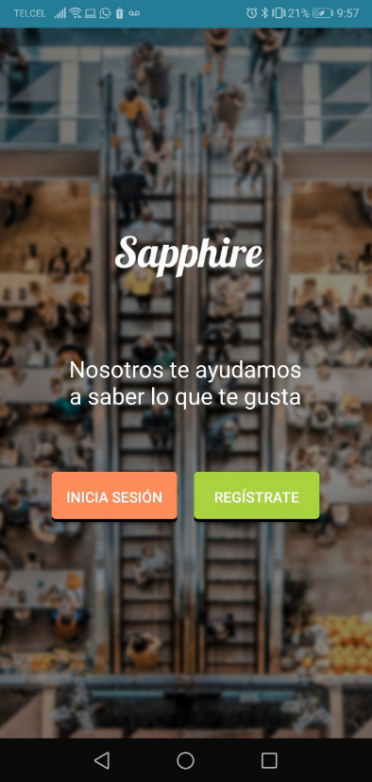 TELCEL 21% 9:57
Sapphire
Nosotros te ayudamos
a saber lo que te gusta
INICIA SESIÓN REGÍSTRATE